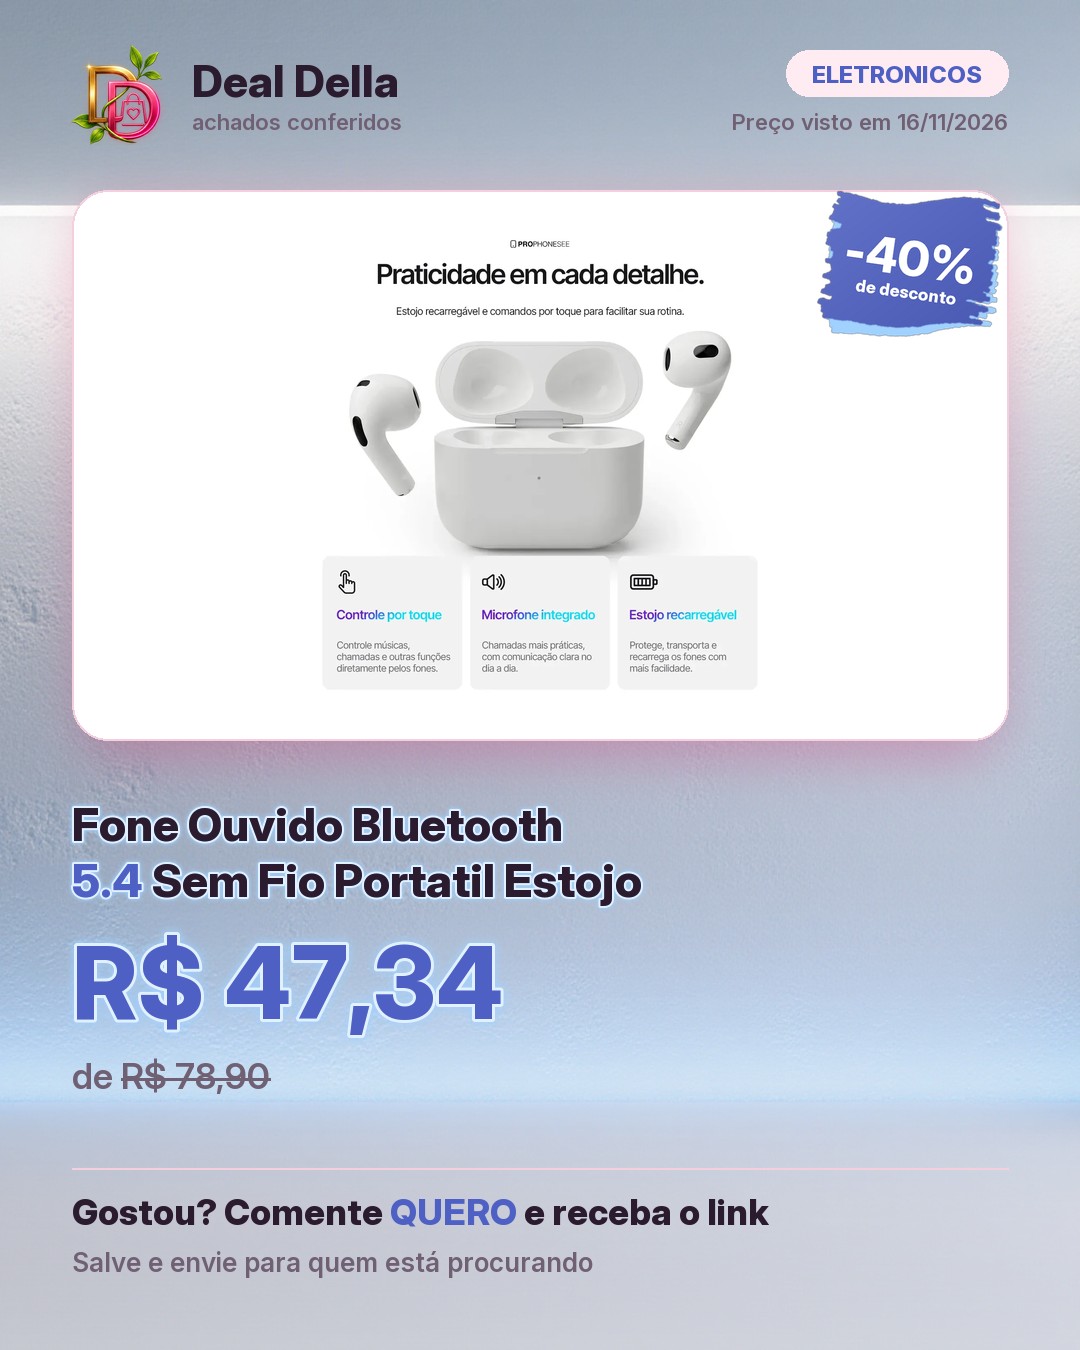 Deal Della
achados conferidos
ELETRONICOS
Preço visto em 16/11/2026
-40%
de desconto
PROPHONESEE
Praticidade em cada detalhe.
Estojo recarregável e comandos por toque para facilitar sua rotina.
Controle por toque
Controle músicas,
chamadas e outras funções
diretamente pelos fones.
Microfone integrado
Chamadas mais práticas,
com comunicação clara no
dia a dia.
Estojo recarregável
Protege, transporta e
recarrega os fones com
mais facilidade.
Fone Ouvido Bluetooth
5.4 Sem Fio Portatil Estojo
R$ 47,34
de R$ 78,90
Gostou? Comente QUERO e receba o link
Salve e envie para quem está procurando